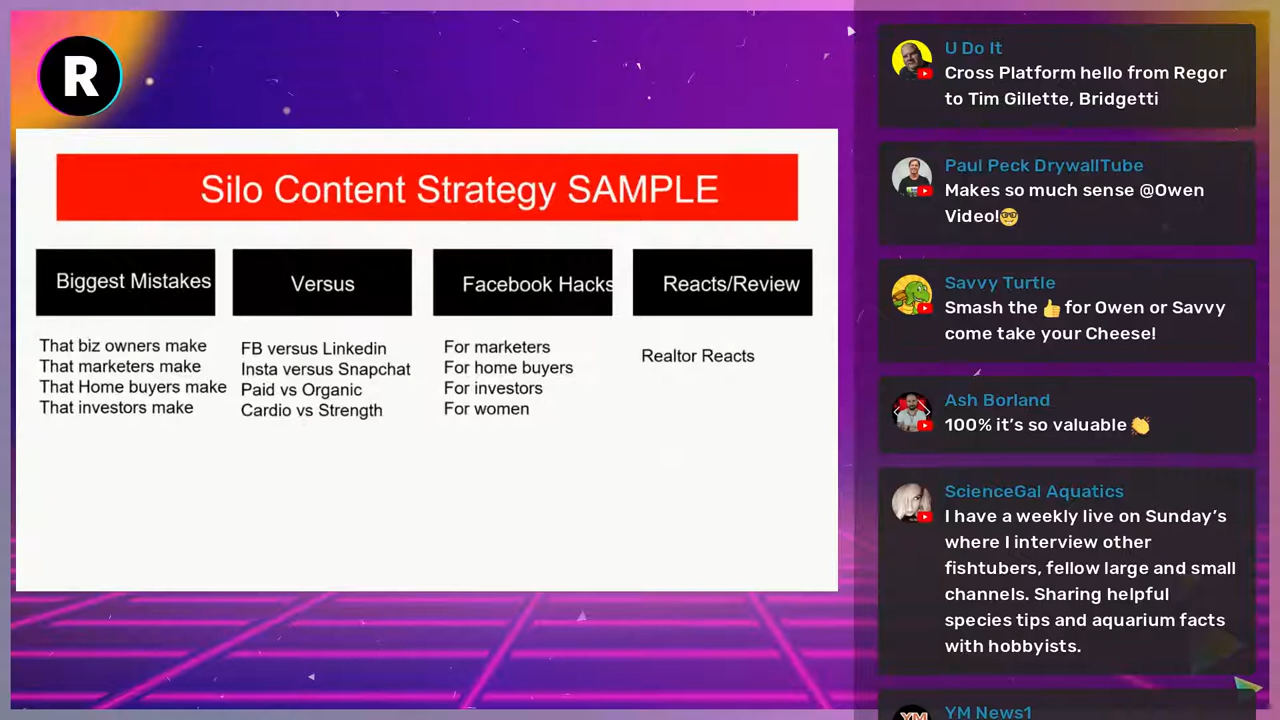 R
Silo Content Strategy SAMPLE
Biggest Mistakes
That biz owners make
That marketers make
That Home buyers make
That investors make
Versus
FB versus Linkedin
Insta versus Snapchat
Paid vs Organic
Cardio vs Strength
Facebook Hacks
For marketers
For home buyers
For investors
For women
Reacts/Review
Realtor Reacts
U Do It
Cross Platform hello from Regor
to Tim Gillette, Bridgetti
Paul Peck DrywallTube
Makes so much sense @Owen
Video!🤓
Savvy Turtle
Smash the 👍 for Owen or Savvy
come take your Cheese!
Ash Borland
100% it's so valuable 👏
ScienceGal Aquatics
I have a weekly live on Sunday's
where I interview other
fishtubers, fellow large and small
channels. Sharing helpful
species tips and aquarium facts
with hobbyists.
YM News1
YM